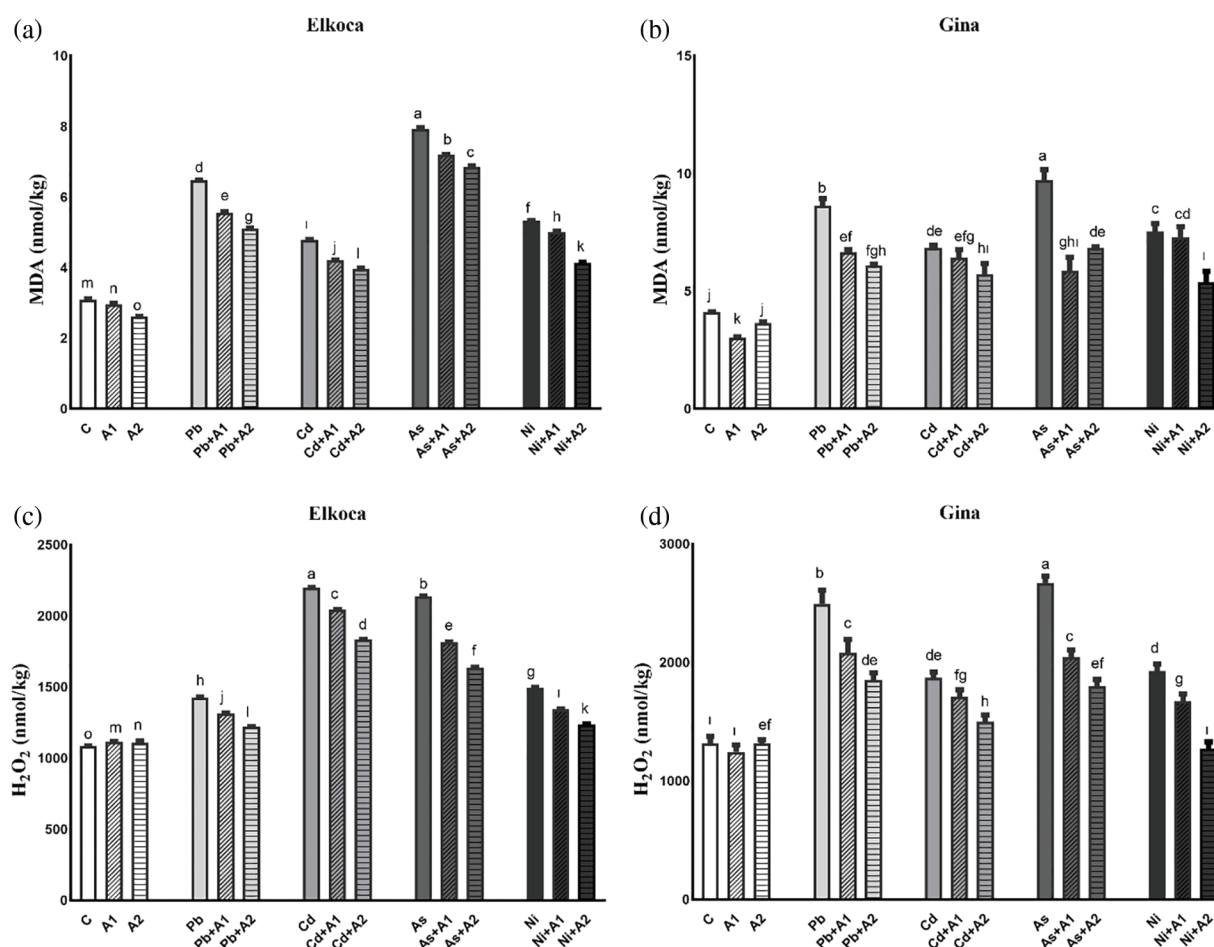 (a)
Elkoca
MDA (nmol/kg)
10
8
6
4
2
0
m
n
o
d
e
g
ı
j
l
a
b
c
f
h
k
C
A1
A2
Pb
Pb+A1
Pb+A2
Cd
Cd+A1
Cd+A2
As
As+A1
As+A2
Ni
Ni+A1
Ni+A2
(b)
Gina
MDA (nmol/kg)
15
10
5
0
j
k
j
b
ef
fgh
de
efg
hı
a
ghı
de
c
cd
ı
C
A1
A2
Pb
Pb+A1
Pb+A2
Cd
Cd+A1
Cd+A2
As
As+A1
As+A2
Ni
Ni+A1
Ni+A2
(c)
Elkoca
H₂O₂ (nmol/kg)
2500
2000
1500
1000
500
0
o
m
n
h
j
l
a
c
d
b
e
f
g
ı
k
C
A1
A2
Pb
Pb+A1
Pb+A2
Cd
Cd+A1
Cd+A2
As
As+A1
As+A2
Ni
Ni+A1
Ni+A2
(d)
Gina
H₂O₂ (nmol/kg)
3000
2000
1000
0
ı
ı
ef
b
c
de
de
fg
h
a
c
ef
d
g
ı
C
A1
A2
Pb
Pb+A1
Pb+A2
Cd
Cd+A1
Cd+A2
As
As+A1
As+A2
Ni
Ni+A1
Ni+A2